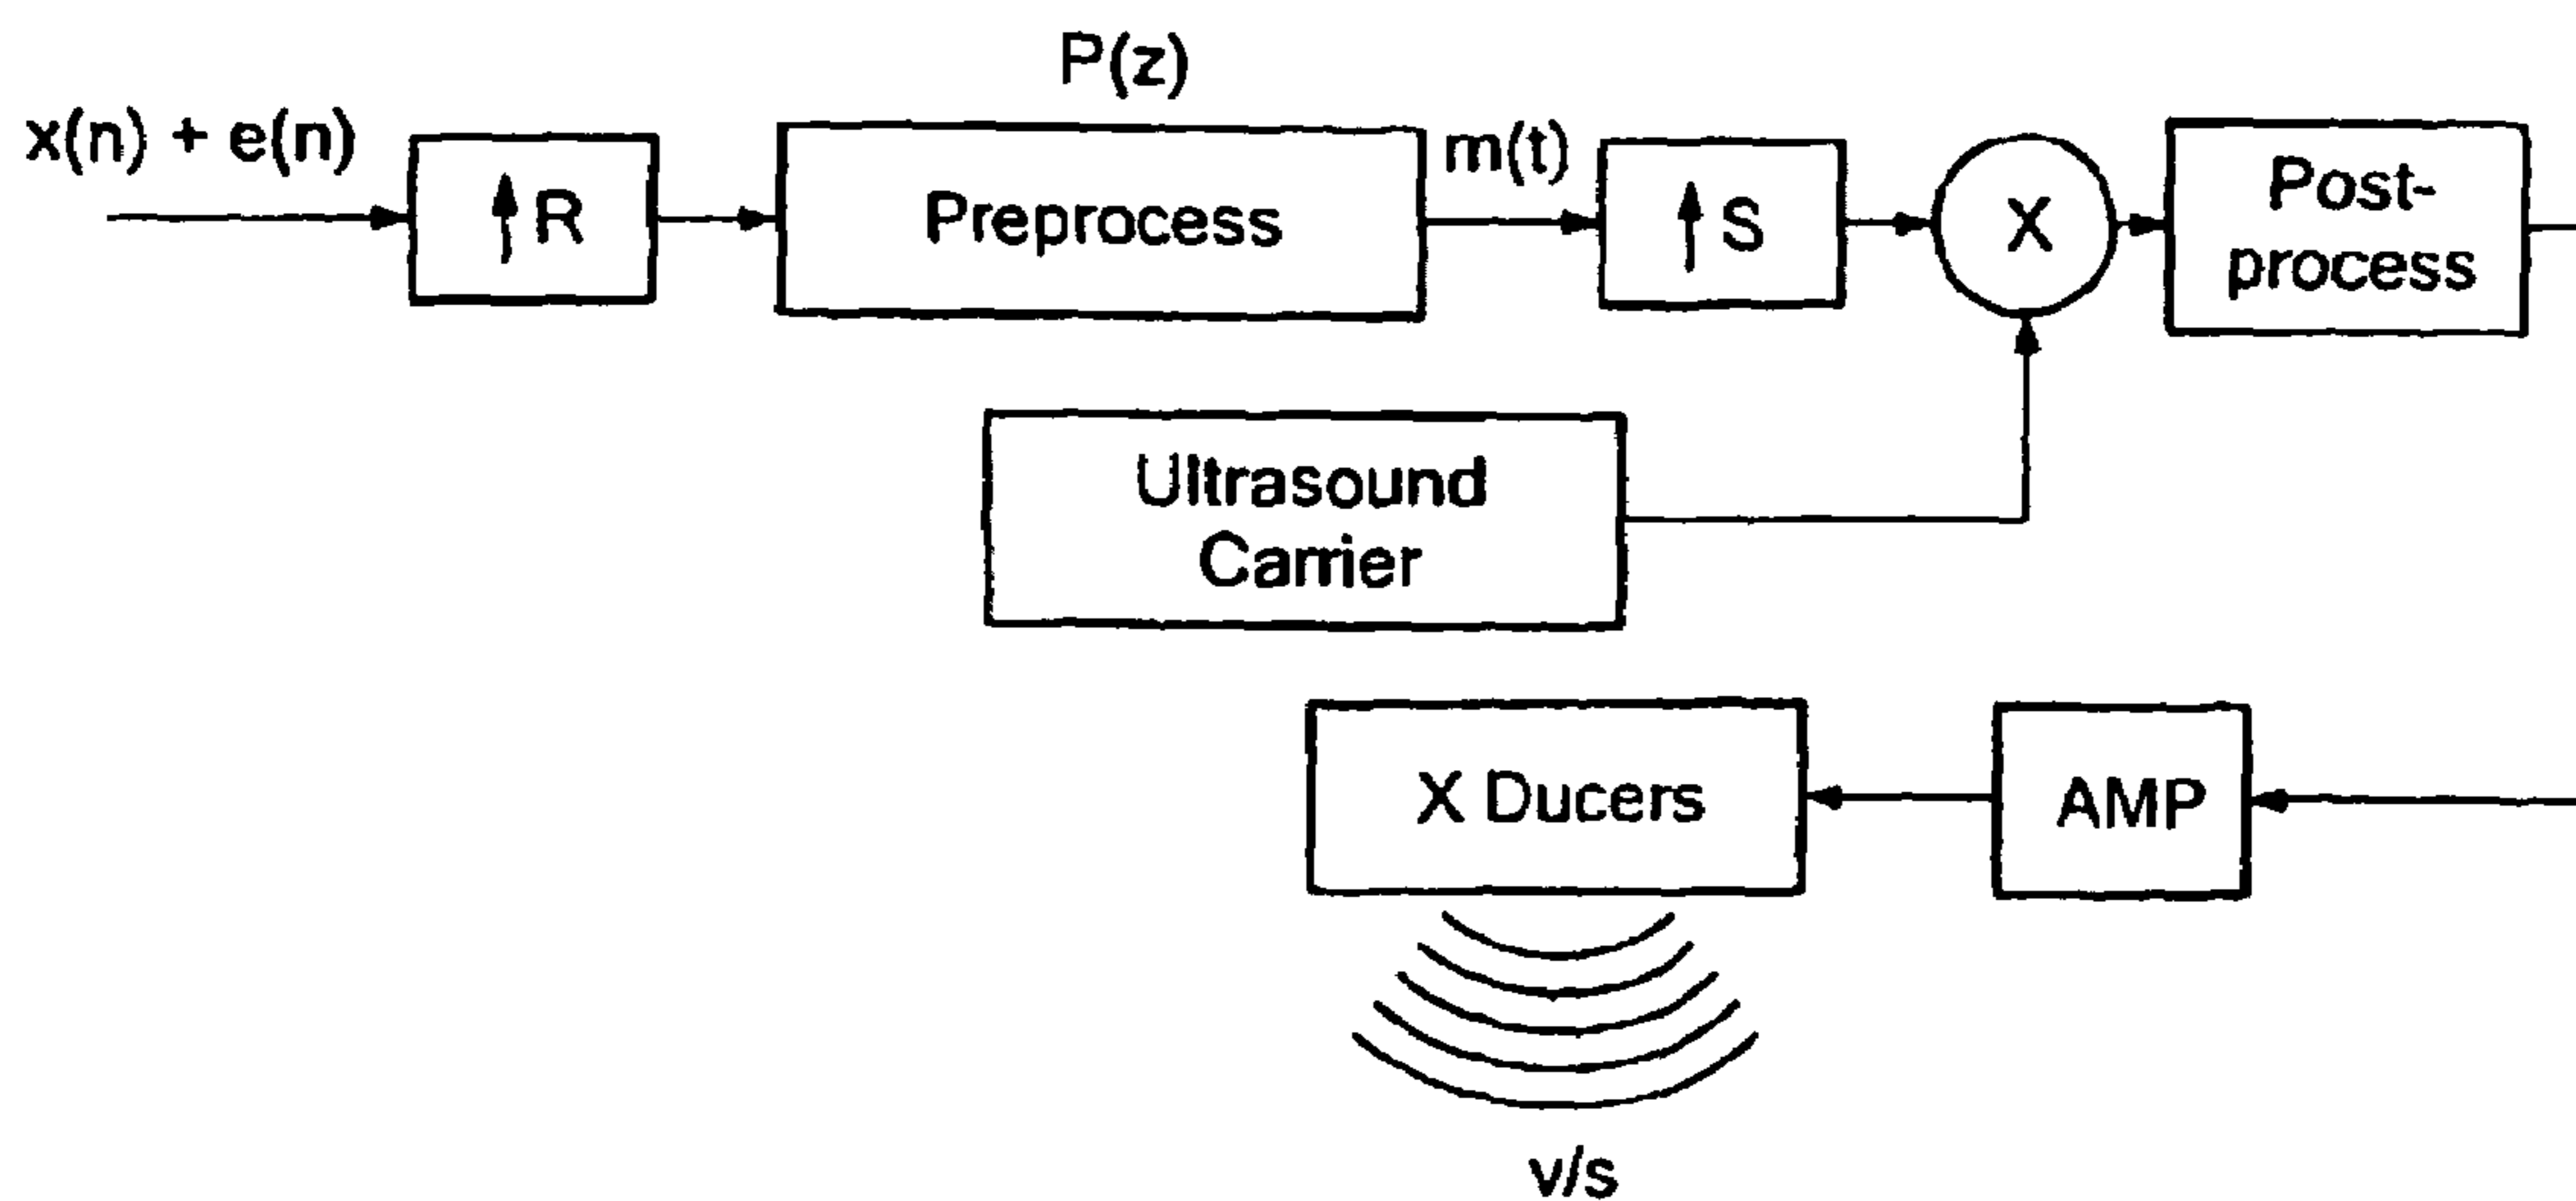 P(z)
x(n) + e(n)
R
Preprocess
m(t)
S
X
Post-
process
Ultrasound
Carrier
X Ducers
AMP
v/s